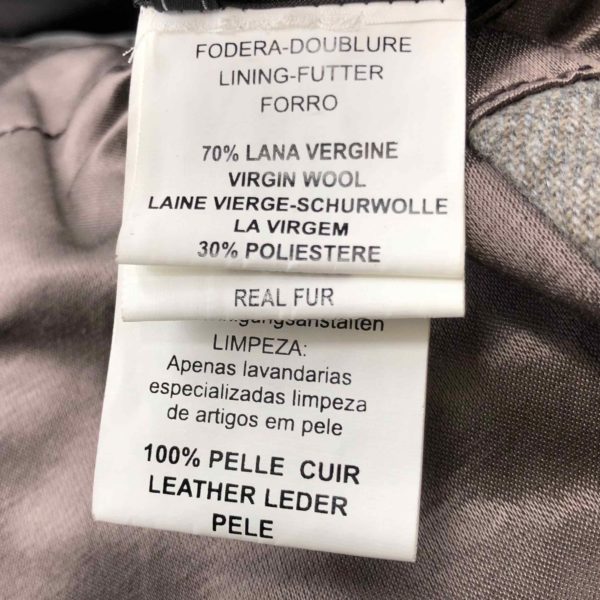 FODERA-DOUBLURE
LINING-FUTTER
FORRO
70% LANA VERGINE
VIRGIN WOOL
LAINE VIERGE-SCHURWOLLE
LA VIRGEM
30% POLIESTERE
REAL FUR
LIMPEZA:
Apenas lavandarias
especializadas limpeza
de artigos em pele
100% PELLE CUIR
LEATHER LEDER
PELE